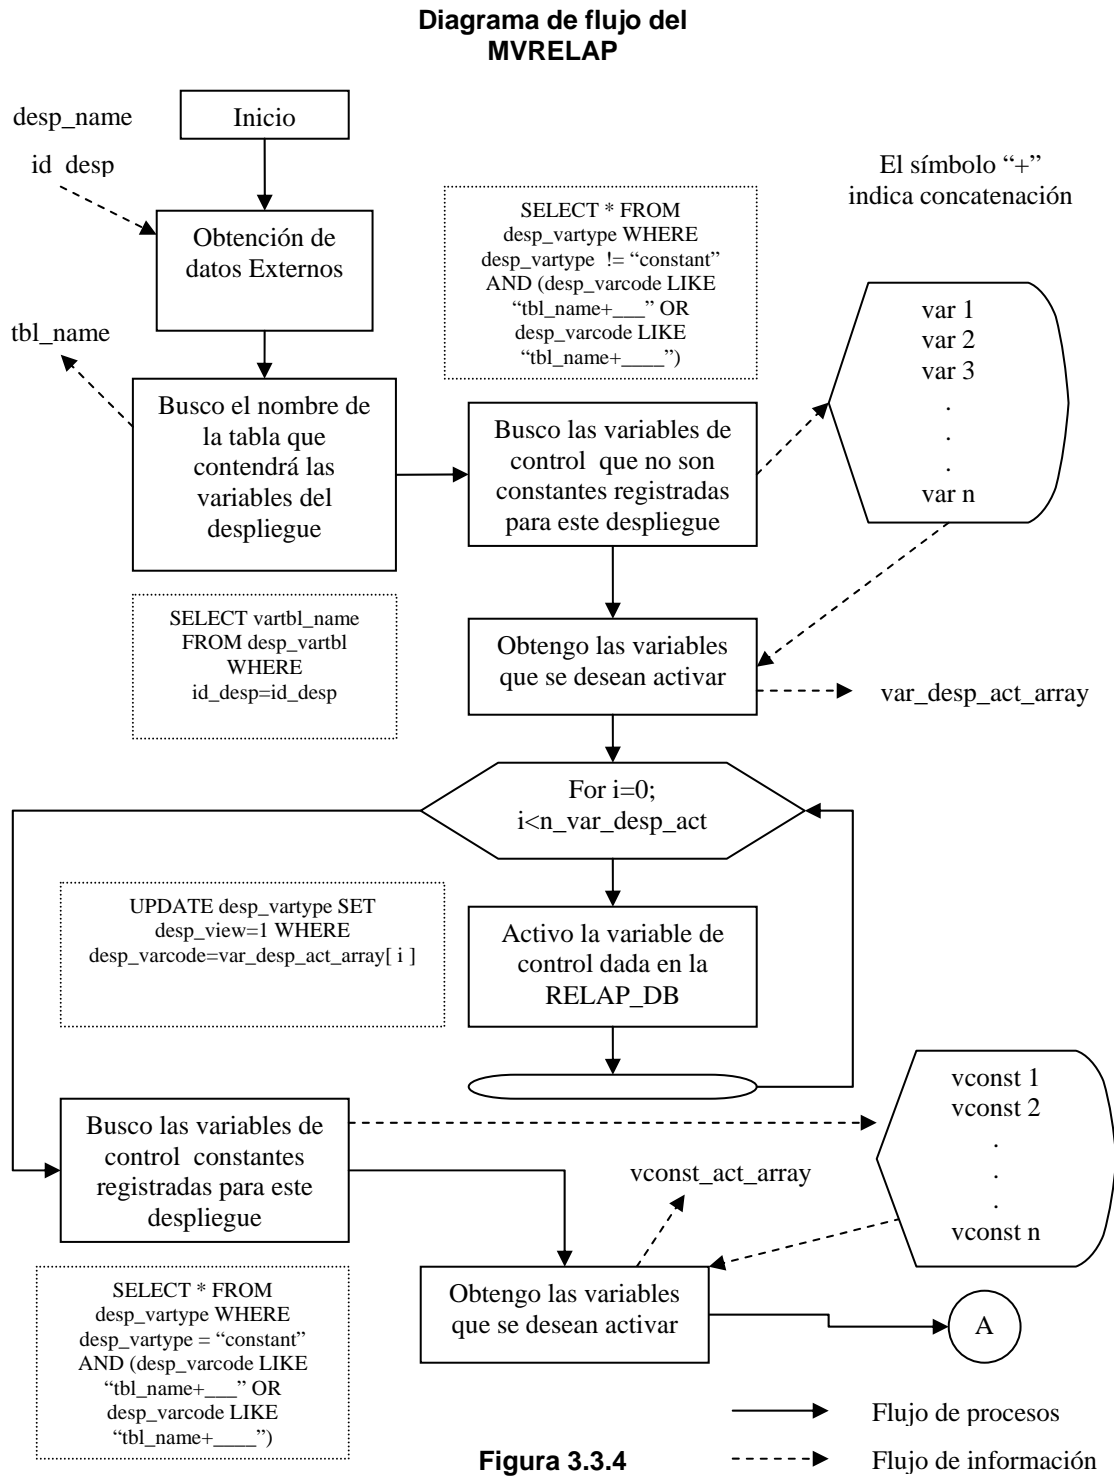 Diagrama de flujo del
MVRELAP
desp_name
Inicio
id_desp
El símbolo “+”
indica concatenación
Obtención de
datos Externos
SELECT * FROM
desp_vartype WHERE
desp_vartype != “constant”
AND (desp_varcode LIKE
“tbl_name+___” OR
desp_varcode LIKE
“tbl_name+____”)
var 1
var 2
var 3
.
.
.
var n
tbl_name
Busco el nombre de
la tabla que
contendrá las
variables del
despliegue
Busco las variables de
control que no son
constantes registradas
para este despliegue
SELECT vartbl_name
FROM desp_vartbl
WHERE
id_desp=id_desp
Obtengo las variables
que se desean activar
var_desp_act_array
For i=0;
i<n_var_desp_act
UPDATE desp_vartype SET
desp_view=1 WHERE
desp_varcode=var_desp_act_array[ i ]
Activo la variable de
control dada en la
RELAP_DB
Busco las variables de
control constantes
registradas para este
despliegue
vconst 1
vconst 2
.
.
.
vconst n
vconst_act_array
SELECT * FROM
desp_vartype WHERE
desp_vartype = “constant”
AND (desp_varcode LIKE
“tbl_name+___” OR
desp_varcode LIKE
“tbl_name+____”)
Obtengo las variables
que se desean activar
A
Flujo de procesos
Flujo de información
Figura 3.3.4